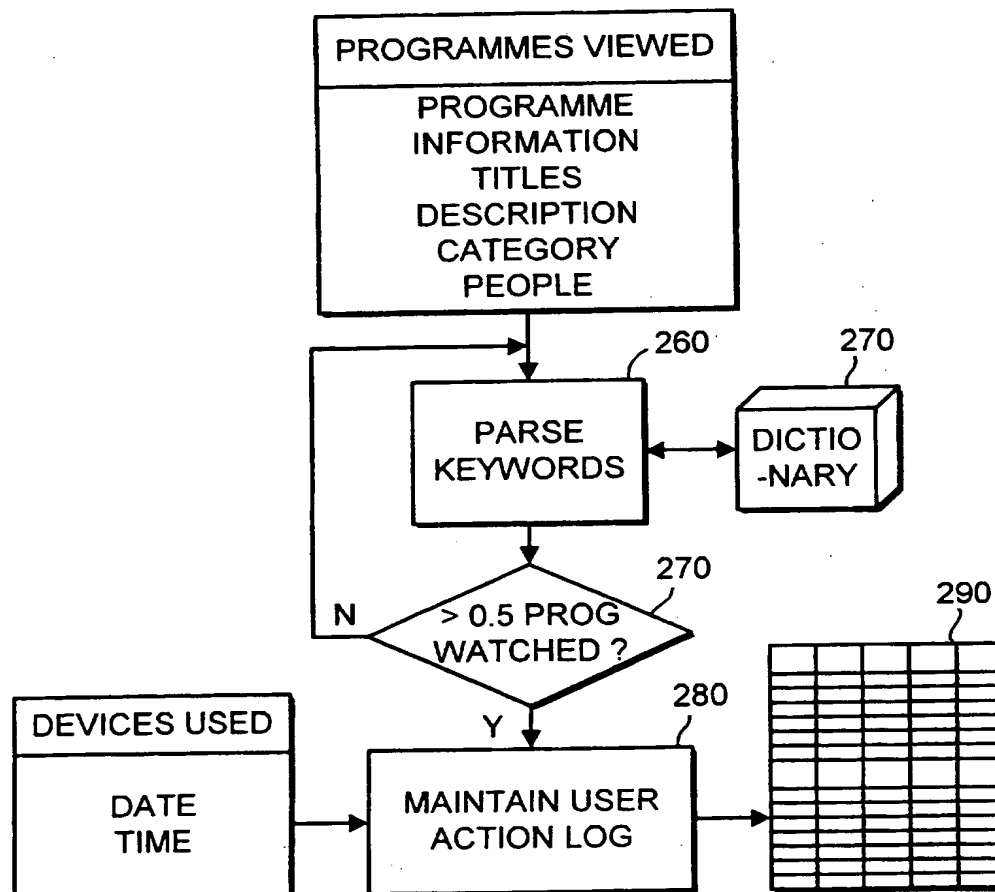 PROGRAMMES VIEWED
PROGRAMME
INFORMATION
TITLES
DESCRIPTION
CATEGORY
PEOPLE
260
270
PARSE
KEYWORDS
DICTIO
-NARY
270
N
> 0.5 PROG
WATCHED ?
290
Y
280
DEVICES USED
DATE
TIME
MAINTAIN USER
ACTION LOG